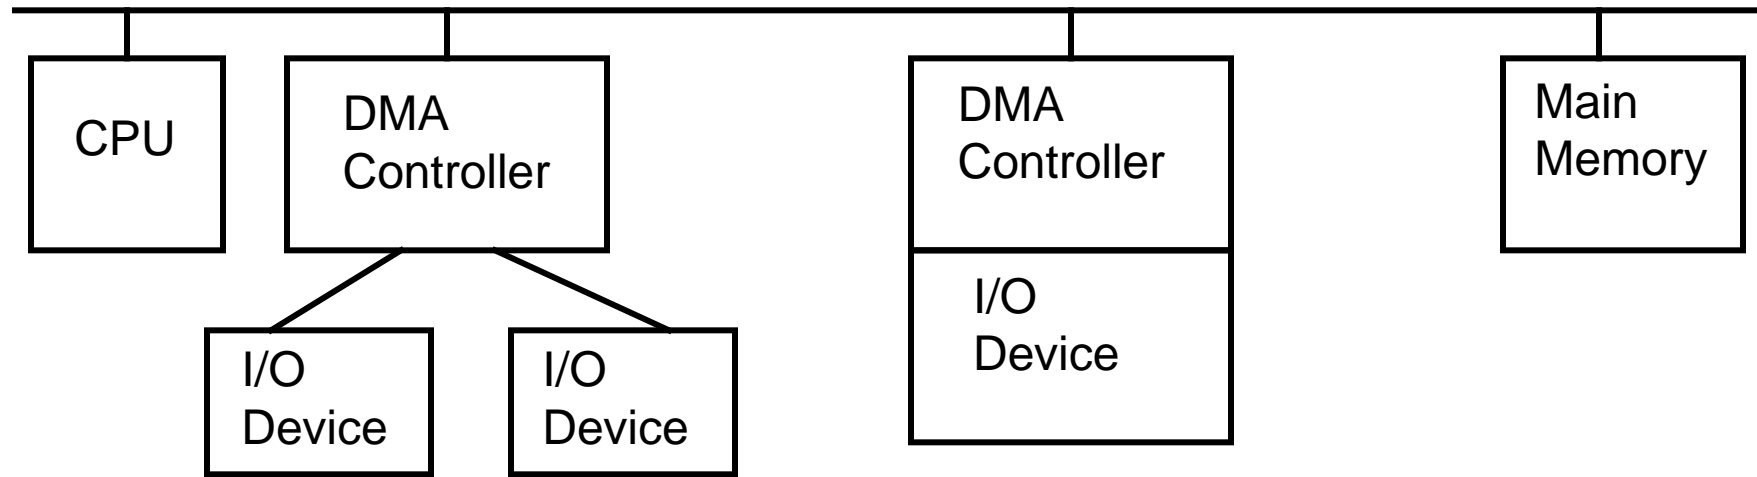 CPU
DMA
Controller
DMA
Controller
Main
Memory
I/O
Device
I/O
Device
I/O
Device